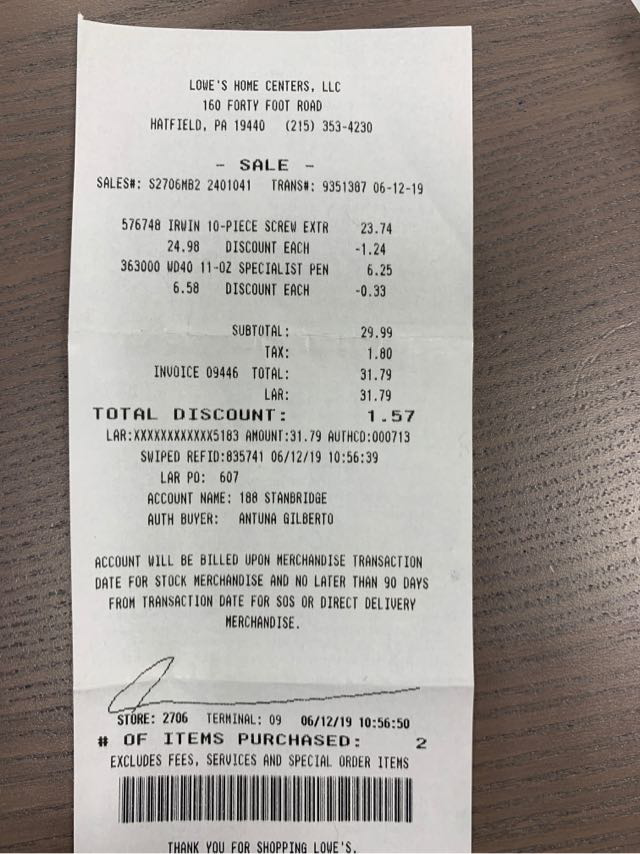 LOWE'S HOME CENTERS, LLC
160 FORTY FOOT ROAD
HATFIELD, PA 19440 (215) 353-4230
- SALE -
SALES#: S2706MB2 2401041 TRANS#: 9351387 06-12-19
576748 IRWIN 10-PIECE SCREW EXTR 23.74
24.98 DISCOUNT EACH -1.24
363000 WD40 11-OZ SPECIALIST PEN 6.25
6.58 DISCOUNT EACH -0.33
SUBTOTAL: 29.99
TAX: 1.80
INVOICE 09446 TOTAL: 31.79
LAR: 31.79
TOTAL DISCOUNT: 1.57
LAR:XXXXXXXXXXXX5183 AMOUNT:31.79 AUTHCD:000713
SWIPED REFID:835741 06/12/19 10:56:39
LAR PO: 607
ACCOUNT NAME: 188 STANBRIDGE
AUTH BUYER: ANTUNA GILBERTO
ACCOUNT WILL BE BILLED UPON MERCHANDISE TRANSACTION
DATE FOR STOCK MERCHANDISE AND NO LATER THAN 90 DAYS
FROM TRANSACTION DATE FOR SOS OR DIRECT DELIVERY
MERCHANDISE.
STORE: 2706 TERMINAL: 09 06/12/19 10:56:50
# OF ITEMS PURCHASED: 2
EXCLUDES FEES, SERVICES AND SPECIAL ORDER ITEMS
THANK YOU FOR SHOPPING LOWE'S.